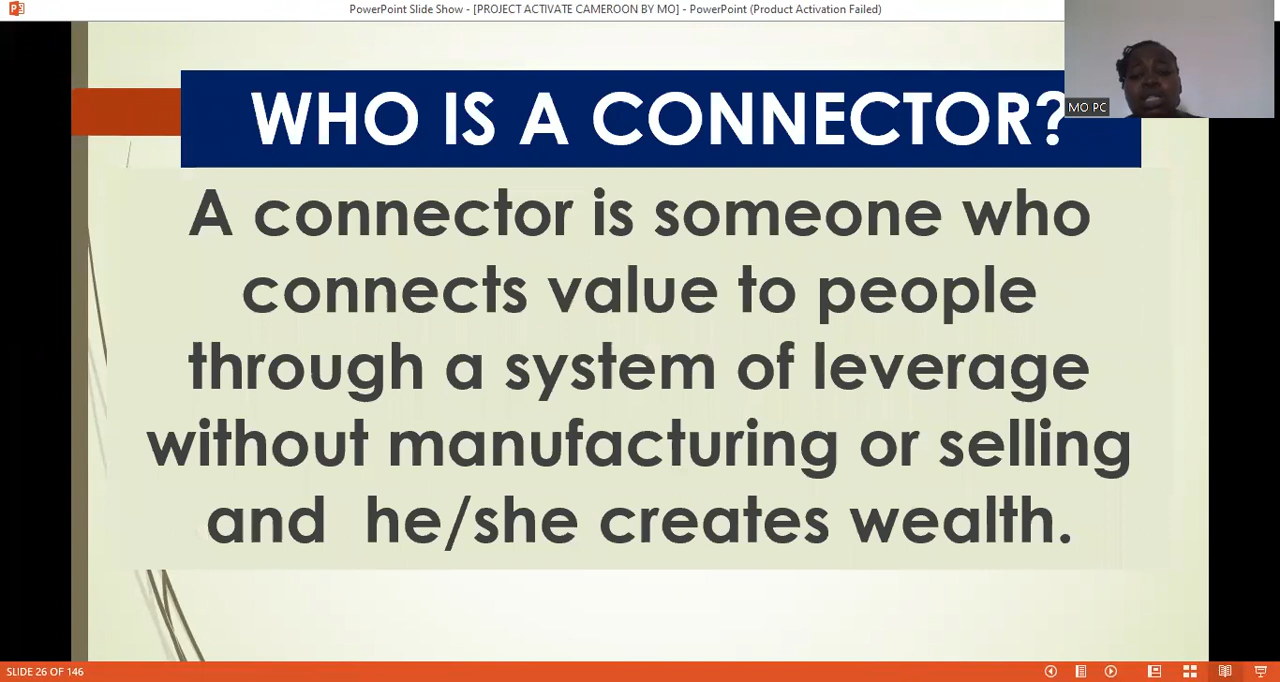 PowerPoint Slide Show - [PROJECT ACTIVATE CAMEROON BY MO] - PowerPoint (Product Activation Failed)
MO PC
WHO IS A CONNECTOR?
A connector is someone who
connects value to people
through a system of leverage
without manufacturing or selling
and he/she creates wealth.
SLIDE 26 OF 146